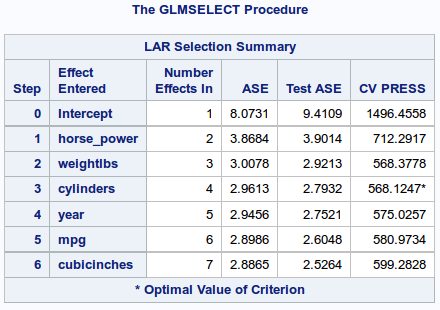 The GLMSELECT Procedure
LAR Selection Summary
Step Effect Entered Number Effects In ASE Test ASE CV PRESS
0 Intercept 1 8.0731 9.4109 1496.4558
1 horse_power 2 3.8684 3.9014 712.2917
2 weightlbs 3 3.0078 2.9213 568.3778
3 cylinders 4 2.9613 2.7932 568.1247*
4 year 5 2.9456 2.7521 575.0257
5 mpg 6 2.8986 2.6048 580.9734
6 cubicinches 7 2.8865 2.5264 599.2828
* Optimal Value of Criterion